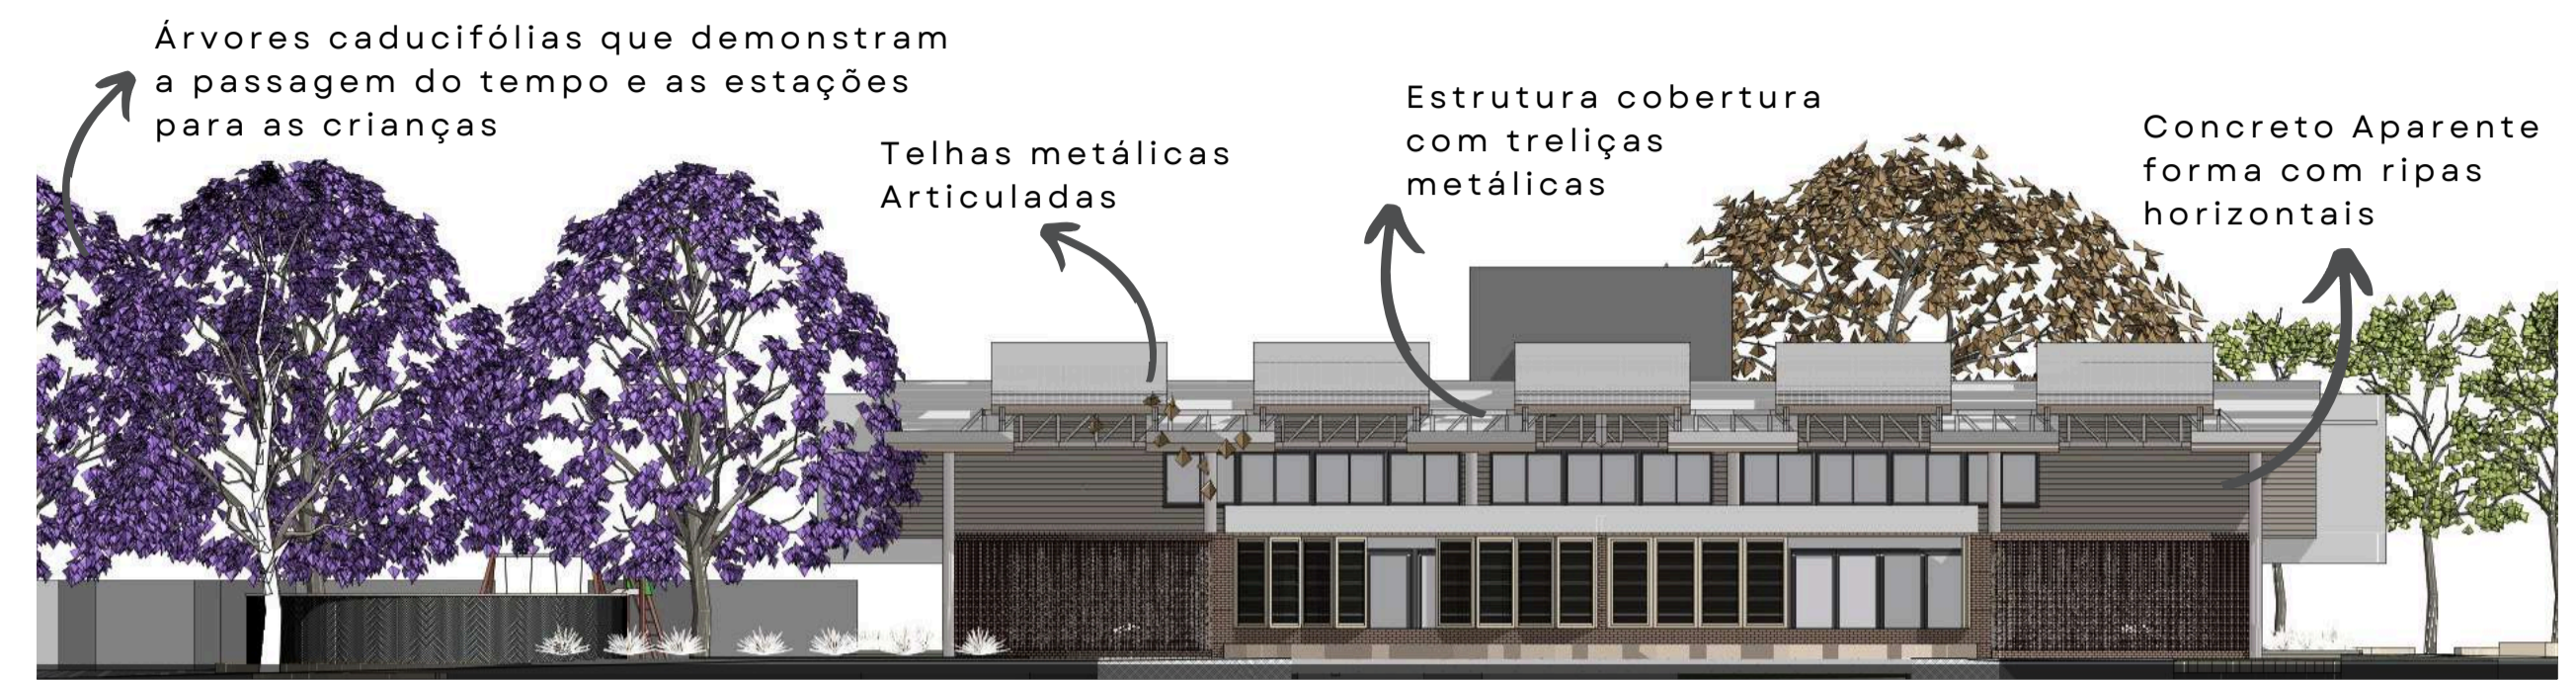 Árvores caducifólias que demonstram
a passagem do tempo e as estações
para as crianças
Telhas metálicas
Articuladas
Estrutura cobertura
com treliças
metálicas
Concreto Aparente
forma com ripas
horizontais